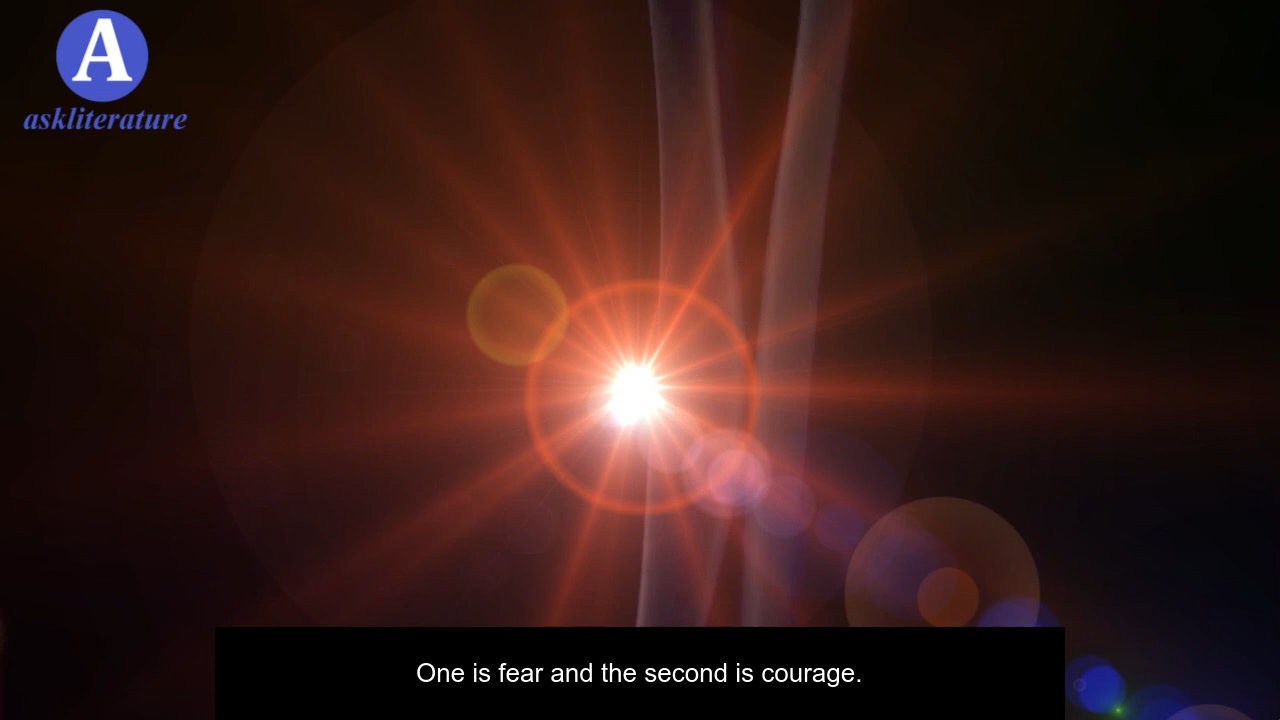 A
askliterature
One is fear and the second is courage.